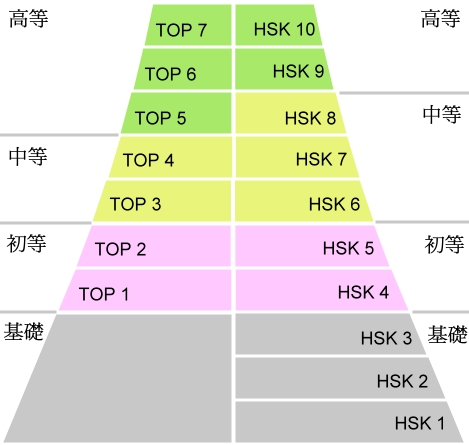 高等
TOP 7
HSK 10
高等
TOP 6
HSK 9
TOP 5
HSK 8
中等
中等
TOP 4
HSK 7
TOP 3
HSK 6
初等
TOP 2
HSK 5
初等
TOP 1
HSK 4
基礎
HSK 3
基礎
HSK 2
HSK 1